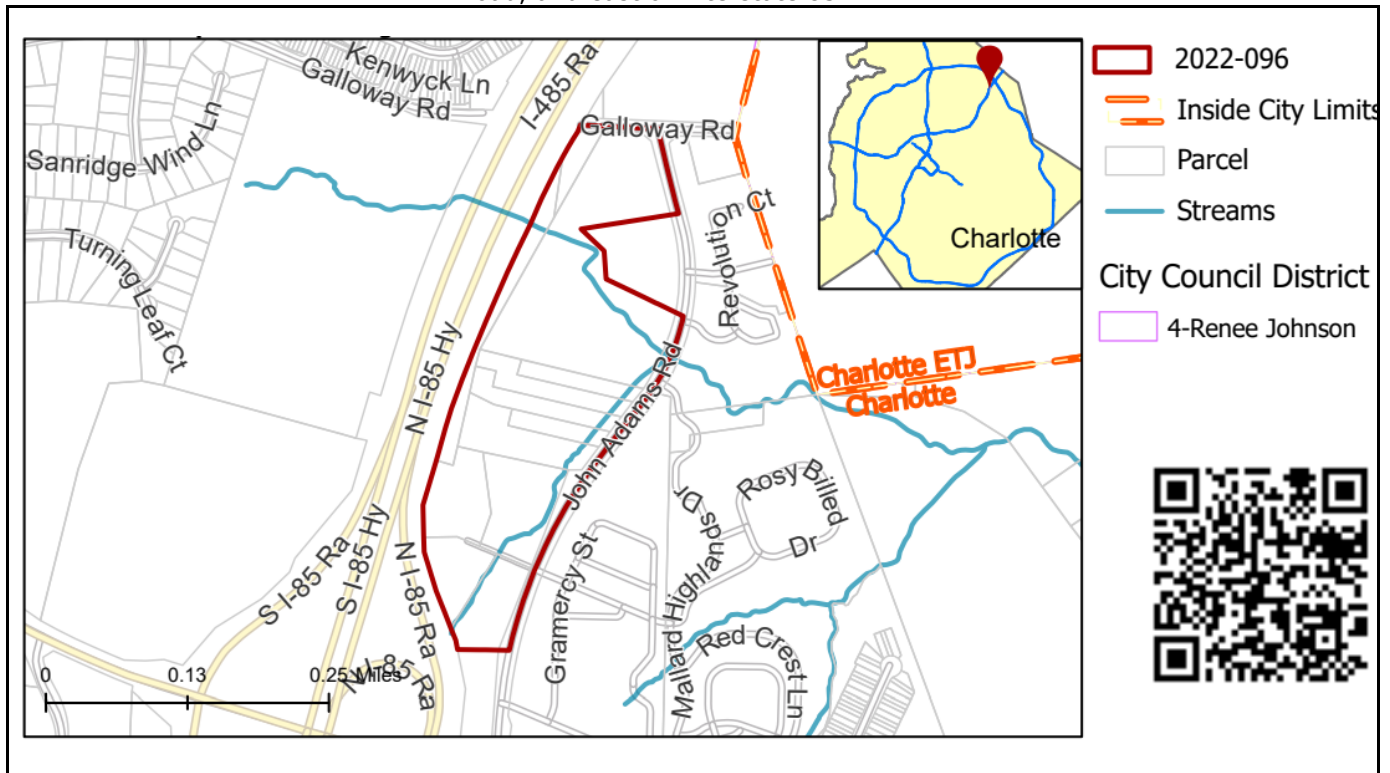 Kenwyck Ln
Galloway Rd
I-485 Ra
Galloway Rd
Sanridge Wind Ln
Revolution Ct
Turning Leaf Ct
N I-85 Hy
John Adams Rd
Charlotte ETJ
Charlotte
Rosy Billed
Dr
Mallard Highlands Dr
Gramercy St
S I-85 Ra
S I-85 Hy
N I-85 Ra
N I-85 Ra
Red Crest Ln
0 0.13 0.25 Miles
Charlotte
2022-096
Inside City Limits
Parcel
Streams
City Council District
4-Renee Johnson